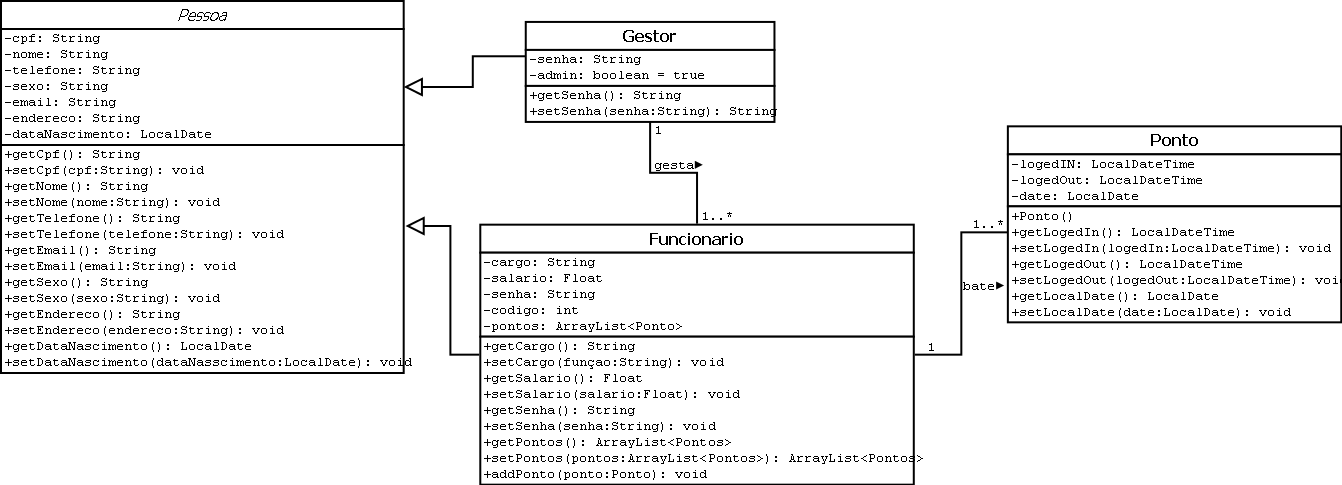 Pessoa
-cpf: String
-nome: String
-telefone: String
-sexo: String
-email: String
-endereco: String
-dataNascimento: LocalDate
+getCpf(): String
+setCpf(cpf:String): void
+getNome(): String
+setNome(nome:String): void
+getTelefone(): String
+setTelefone(telefone:String): void
+getEmail(): String
+setEmail(email:String): void
+getSexo(): String
+setSexo(sexo:String): void
+getEndereco(): String
+setEndereco(endereco:String): void
+getDataNascimento(): LocalDate
+setDataNascimento(dataNasscimento:LocalDate): void
Gestor
-senha: String
-admin: boolean = true
+getSenha(): String
+setSenha(senha:String): String
1
gesta
1..*
Funcionario
-cargo: String
-salario: Float
-senha: String
-codigo: int
-pontos: ArrayList<Ponto>
+getCargo(): String
+setCargo(funçao:String): void
+getSalario(): Float
+setSalario(salario:Float): void
+getSenha(): String
+setSenha(senha:String): void
+getPontos(): ArrayList<Pontos>
+setPontos(pontos:ArrayList<Pontos>): ArrayList<Pontos>
+addPonto(ponto:Ponto): void
1
bate
1..*
Ponto
-logedIN: LocalDateTime
-logedOut: LocalDateTime
-date: LocalDate
+Ponto()
+getLogedIn(): LocalDateTime
+setLogedIn(logedIn:LocalDateTime): void
+getLogedOut(): LocalDateTime
+setLogedOut(logedOut:LocalDateTime): voi
+getLocalDate(): LocalDate
+setLocalDate(date:LocalDate): void